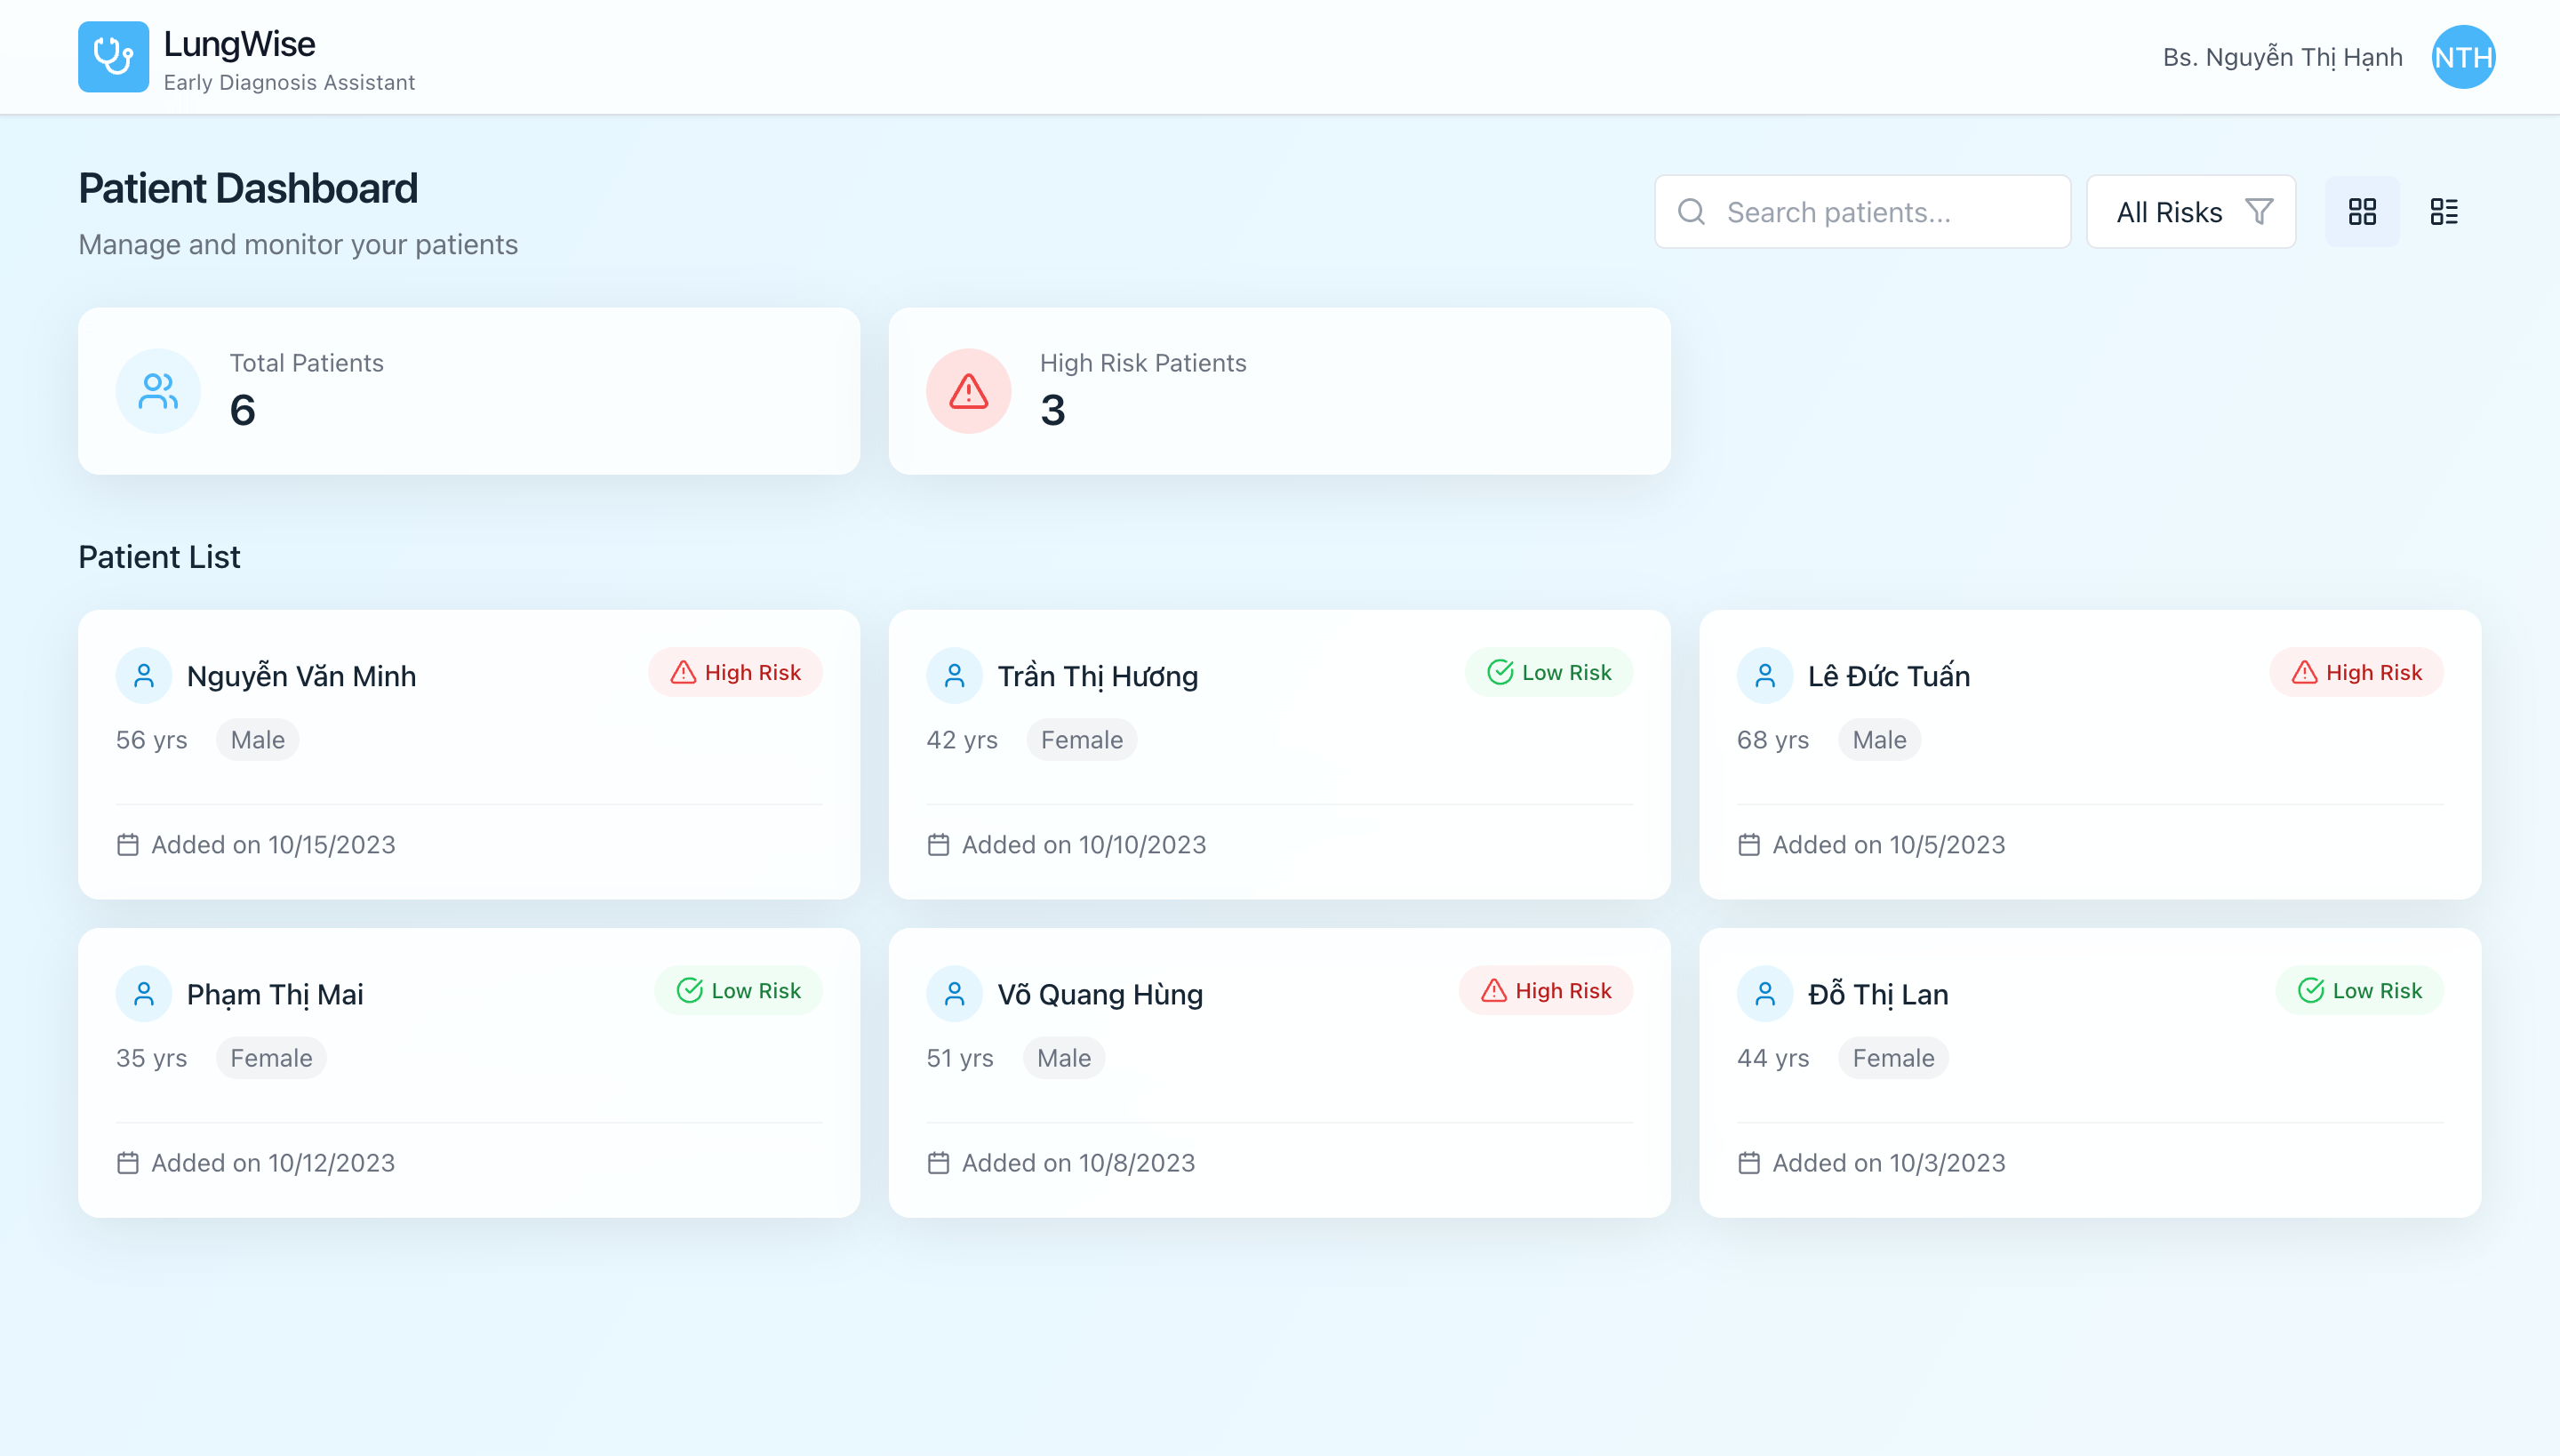 LungWise
Early Diagnosis Assistant
Bs. Nguyễn Thị Hạnh
NTH
Patient Dashboard
Manage and monitor your patients
Search patients...
All Risks
Total Patients
6
High Risk Patients
3
Patient List
Nguyễn Văn Minh
High Risk
56 yrs
Male
Added on 10/15/2023
Trần Thị Hương
Low Risk
42 yrs
Female
Added on 10/10/2023
Lê Đức Tuấn
High Risk
68 yrs
Male
Added on 10/5/2023
Phạm Thị Mai
Low Risk
35 yrs
Female
Added on 10/12/2023
Võ Quang Hùng
High Risk
51 yrs
Male
Added on 10/8/2023
Đỗ Thị Lan
Low Risk
44 yrs
Female
Added on 10/3/2023